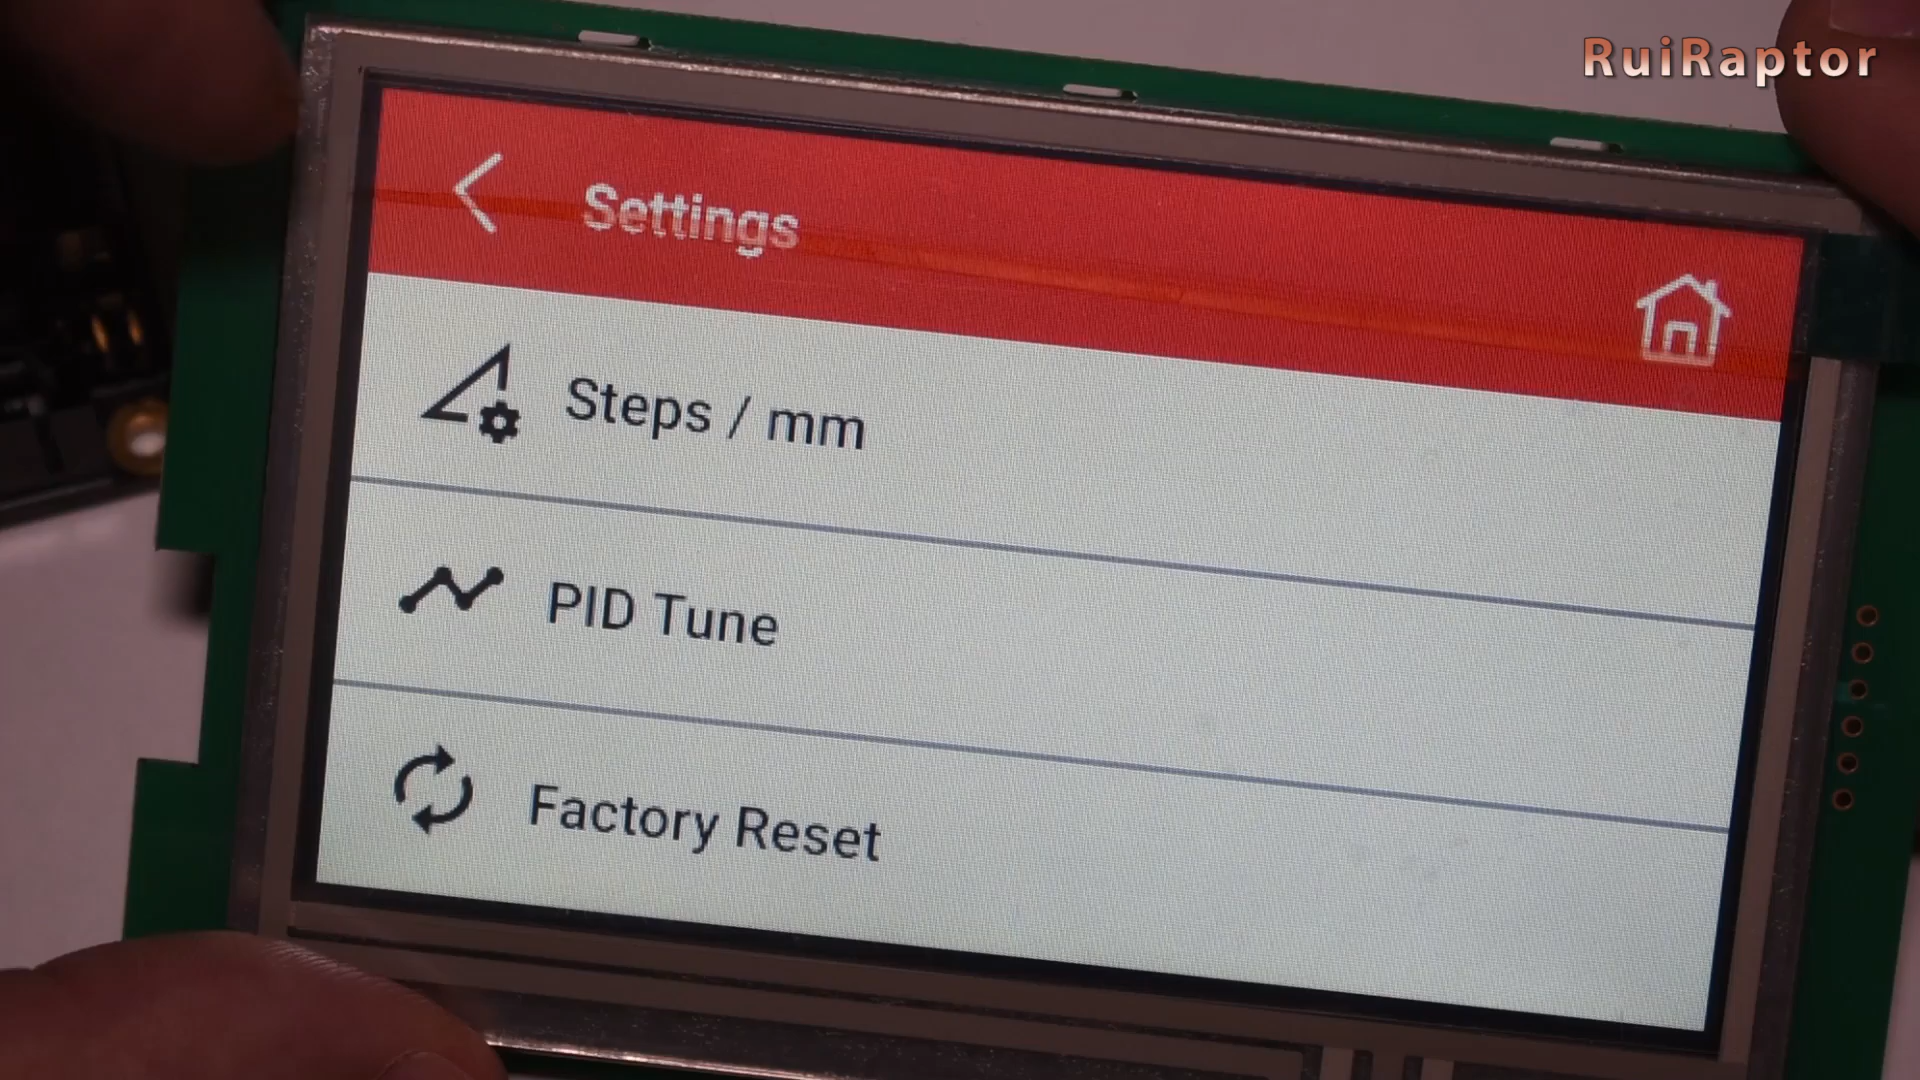 RuiRaptor
Settings
Steps / mm
PID Tune
Factory Reset